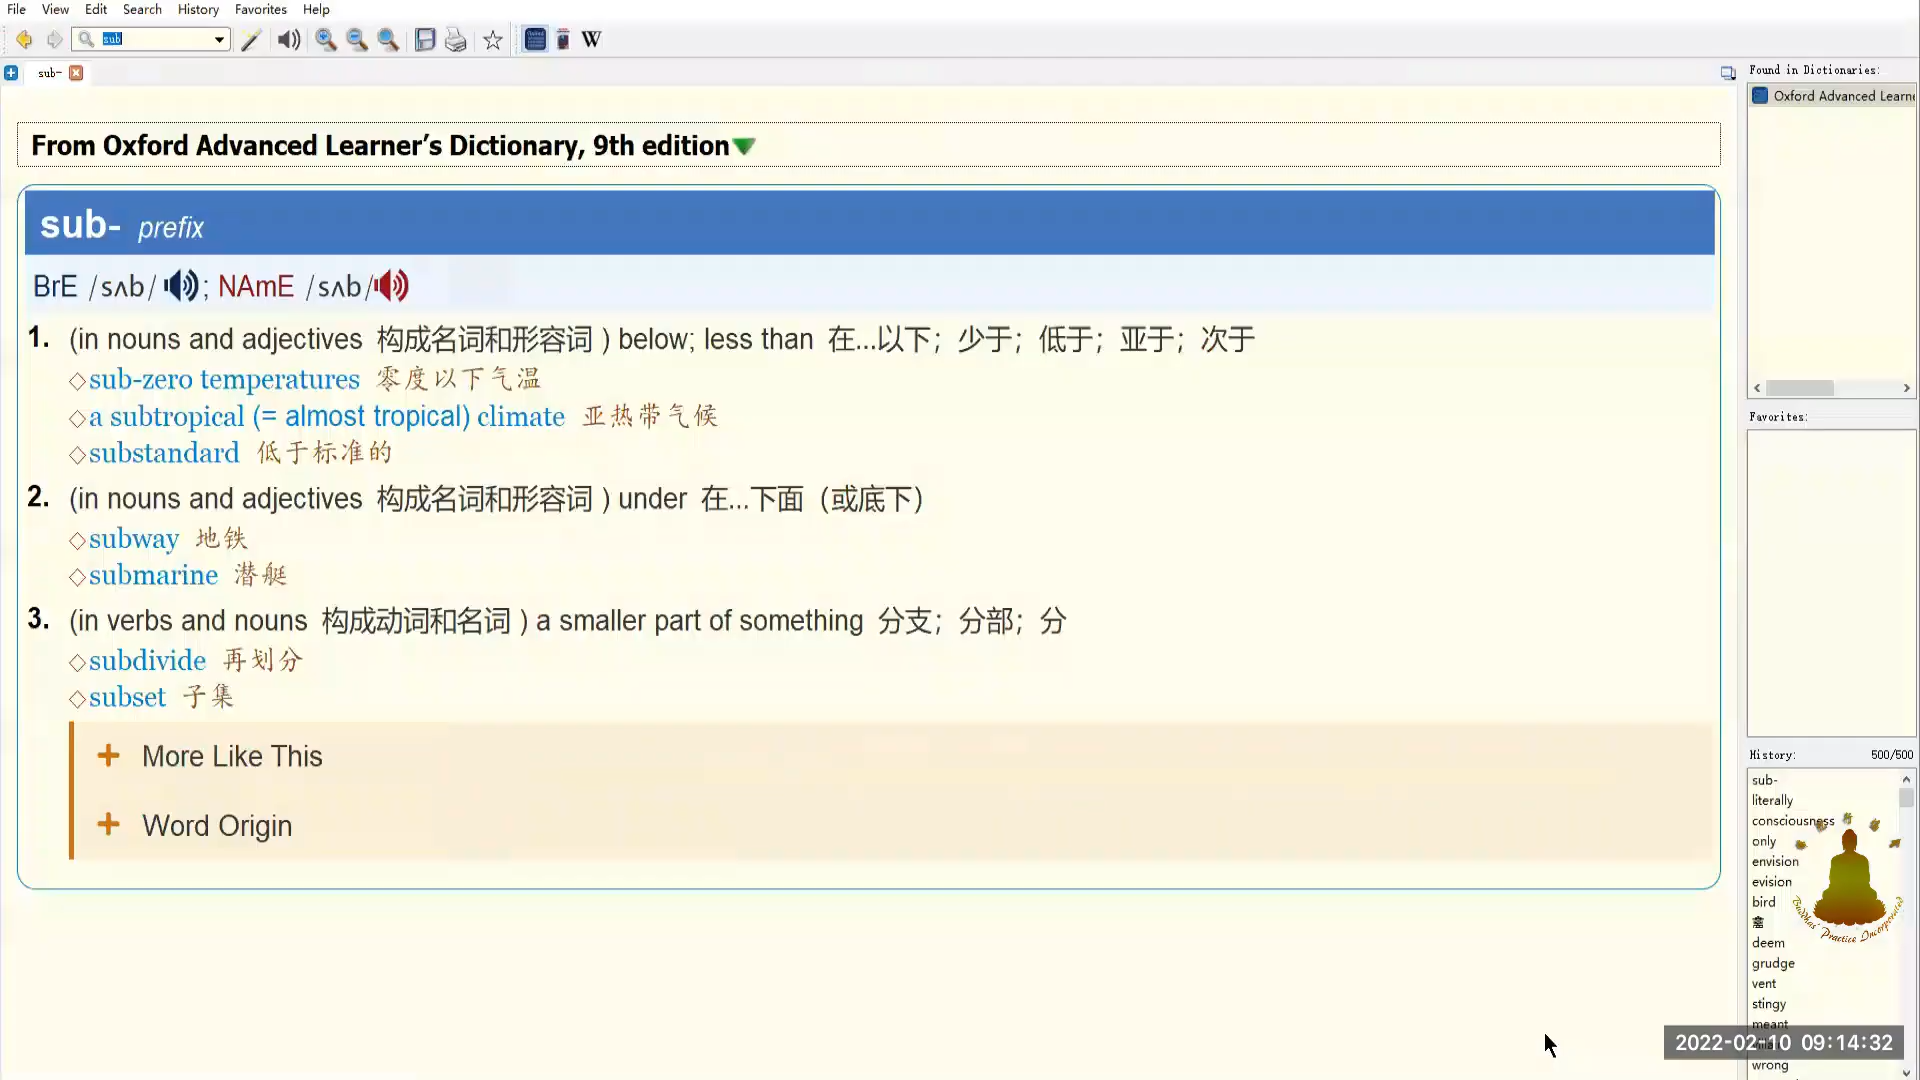 File View Edit Search History Favorites Help
sub
W
sub-
Found in Dictionaries:
Oxford Advanced Learne
From Oxford Advanced Learner's Dictionary, 9th edition
sub- prefix
BrE /sʌb/ ; NAmE /sʌb/
1. (in nouns and adjectives 构成名词和形容词 ) below; less than 在…以下；少于；低于；亚于；次于
◇sub-zero temperatures 零度以下气温
◇a subtropical (= almost tropical) climate 亚热带气候
◇substandard 低于标准的
2. (in nouns and adjectives 构成名词和形容词 ) under 在…下面（或底下）
◇subway 地铁
◇submarine 潜艇
3. (in verbs and nouns 构成动词和名词 ) a smaller part of something 分支；分部；分
◇subdivide 再划分
◇subset 子集
+ More Like This
+ Word Origin
Favorites:
History: 500/500
sub-
literally
consciousness
only
envision
evision
bird
deem
grudge
vent
stingy
meant
wrong
Buddhas' Practice Incorporated
2022-02-10 09:14:32